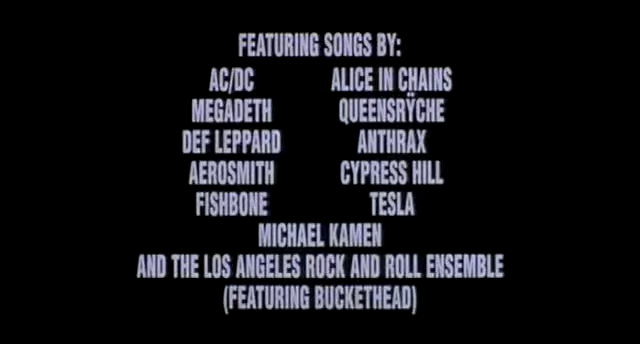 FEATURING SONGS BY:
AC/DC ALICE IN CHAINS
MEGADETH QUEENSRŸCHE
DEF LEPPARD ANTHRAX
AEROSMITH CYPRESS HILL
FISHBONE TESLA
MICHAEL KAMEN
AND THE LOS ANGELES ROCK AND ROLL ENSEMBLE
(FEATURING BUCKETHEAD)